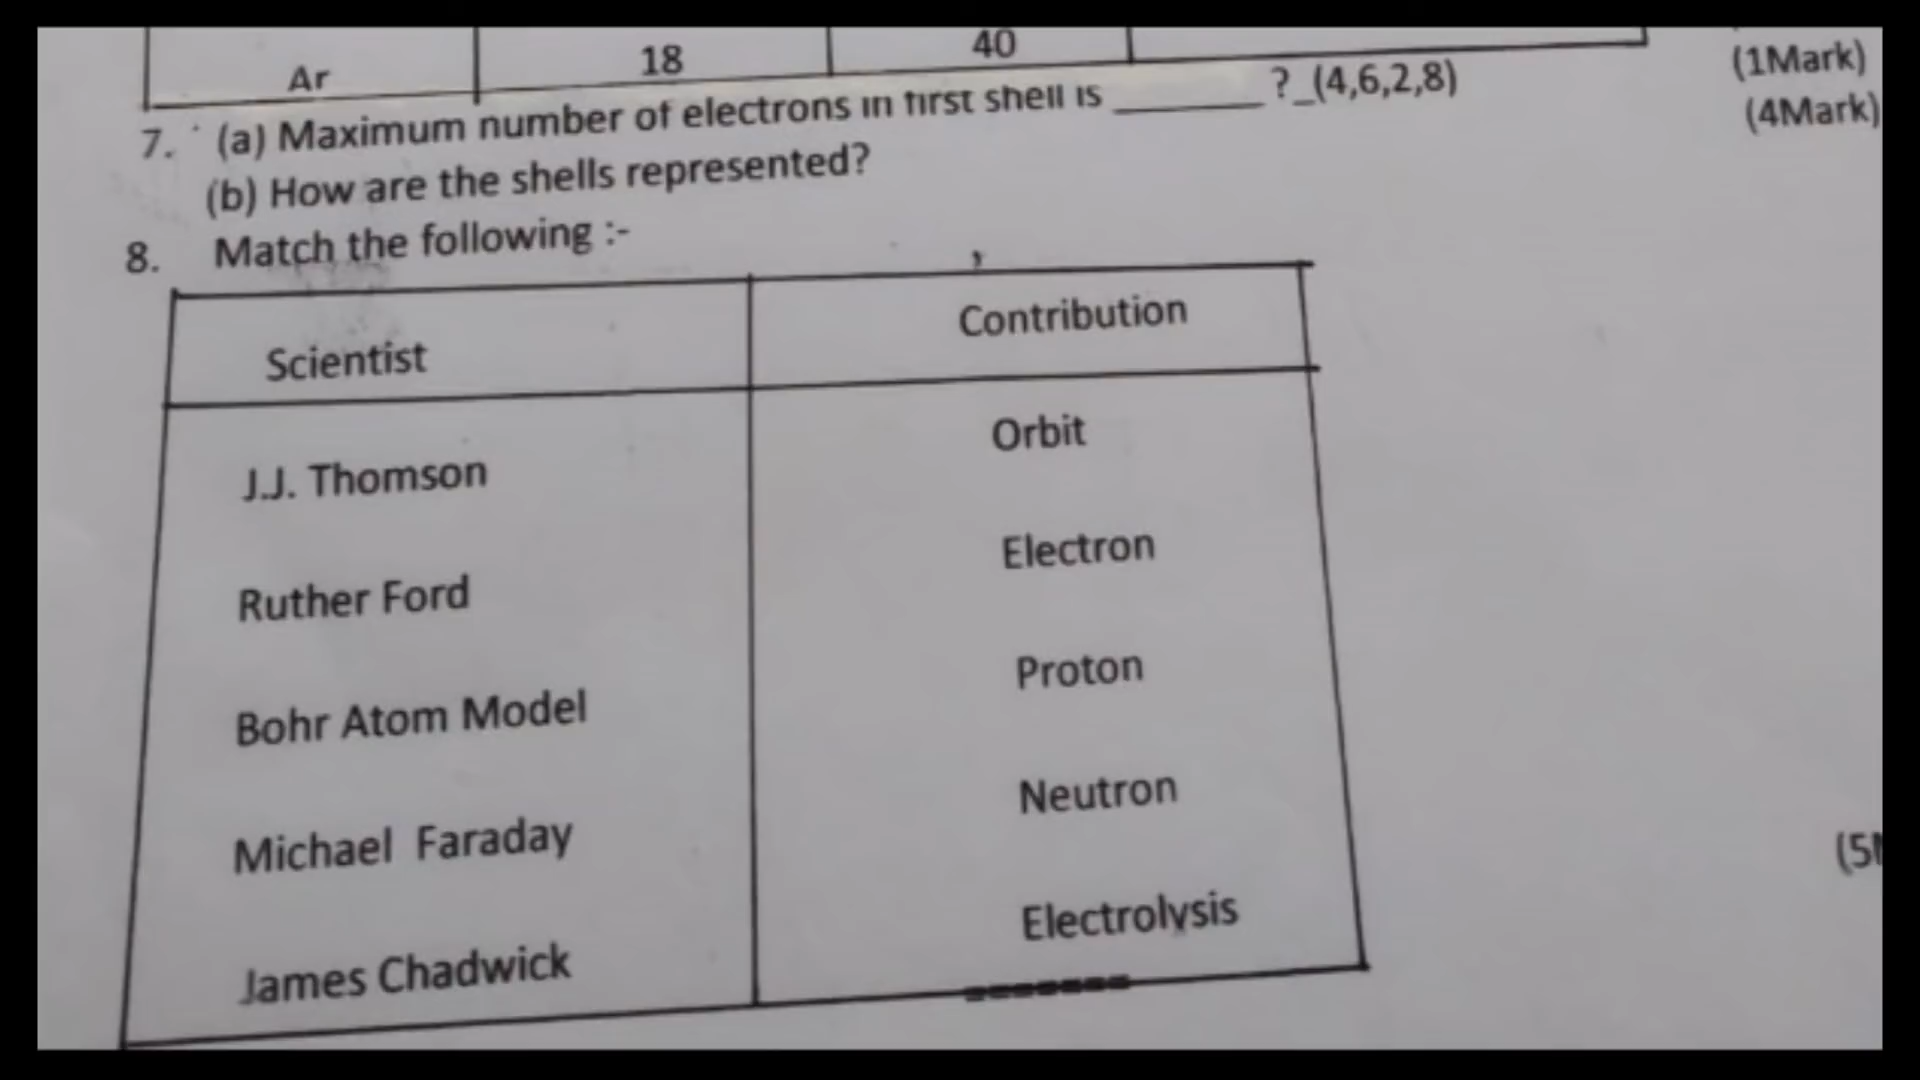 Ar 18 40
(1Mark)
7. (a) Maximum number of electrons in first shell is ______ ?_(4,6,2,8)
(4Mark)
(b) How are the shells represented?
8. Match the following :-
Scientist Contribution
J.J. Thomson Orbit
Ruther Ford Electron
Bohr Atom Model Proton
Michael Faraday Neutron
James Chadwick Electrolysis